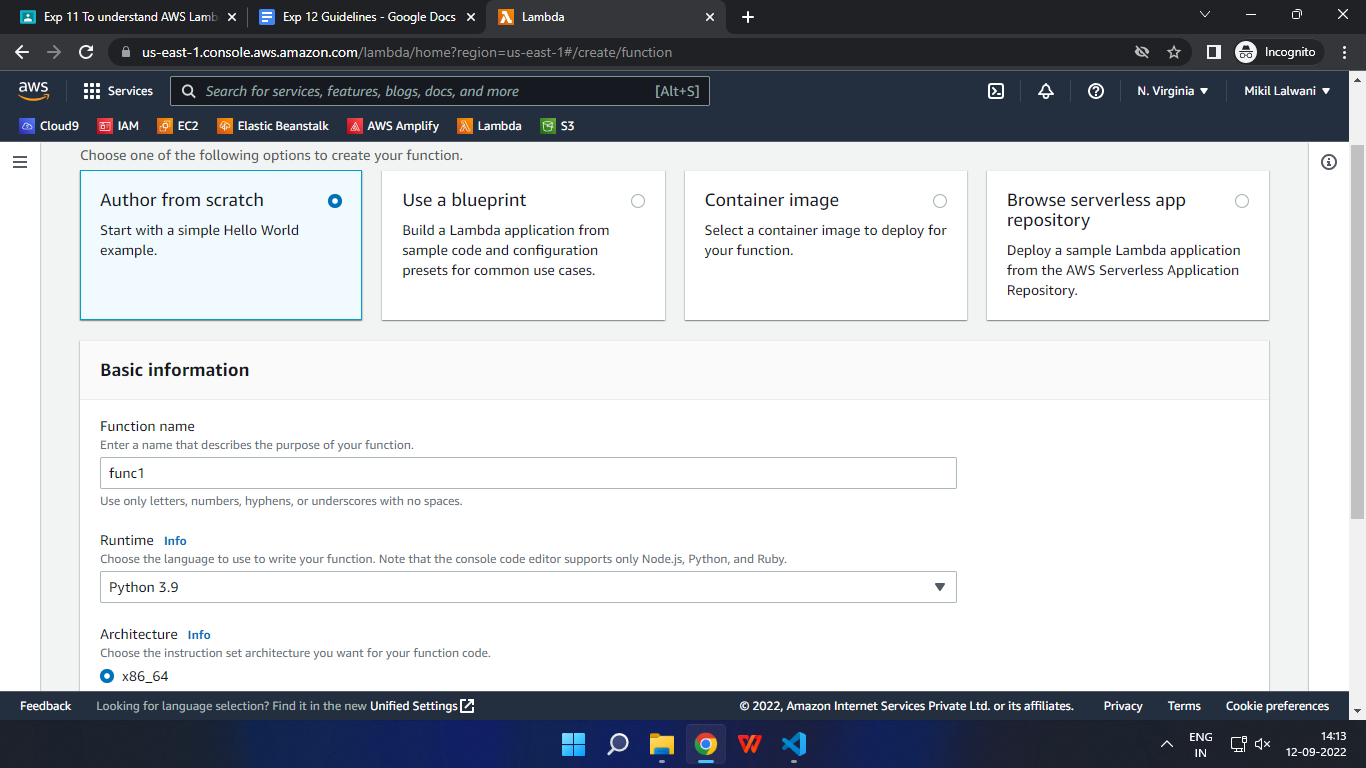 Exp 11 To understand AWS Lamb
Exp 12 Guidelines - Google Docs
Lambda
us-east-1.console.aws.amazon.com/lambda/home?region=us-east-1#/create/function
Incognito
aws
Services
Search for services, features, blogs, docs, and more
[Alt+S]
N. Virginia
Mikil Lalwani
Cloud9
IAM
EC2
Elastic Beanstalk
AWS Amplify
Lambda
S3
Choose one of the following options to create your function.
Author from scratch
Start with a simple Hello World
example.
Use a blueprint
Build a Lambda application from
sample code and configuration
presets for common use cases.
Container image
Select a container image to deploy for
your function.
Browse serverless app
repository
Deploy a sample Lambda application
from the AWS Serverless Application
Repository.
Basic information
Function name
Enter a name that describes the purpose of your function.
func1
Use only letters, numbers, hyphens, or underscores with no spaces.
Runtime Info
Choose the language to use to write your function. Note that the console code editor supports only Node.js, Python, and Ruby.
Python 3.9
Architecture Info
Choose the instruction set architecture you want for your function code.
x86_64
Feedback
Looking for language selection? Find it in the new Unified Settings
© 2022, Amazon Internet Services Private Ltd. or its affiliates.
Privacy
Terms
Cookie preferences
ENG
IN
14:13
12-09-2022